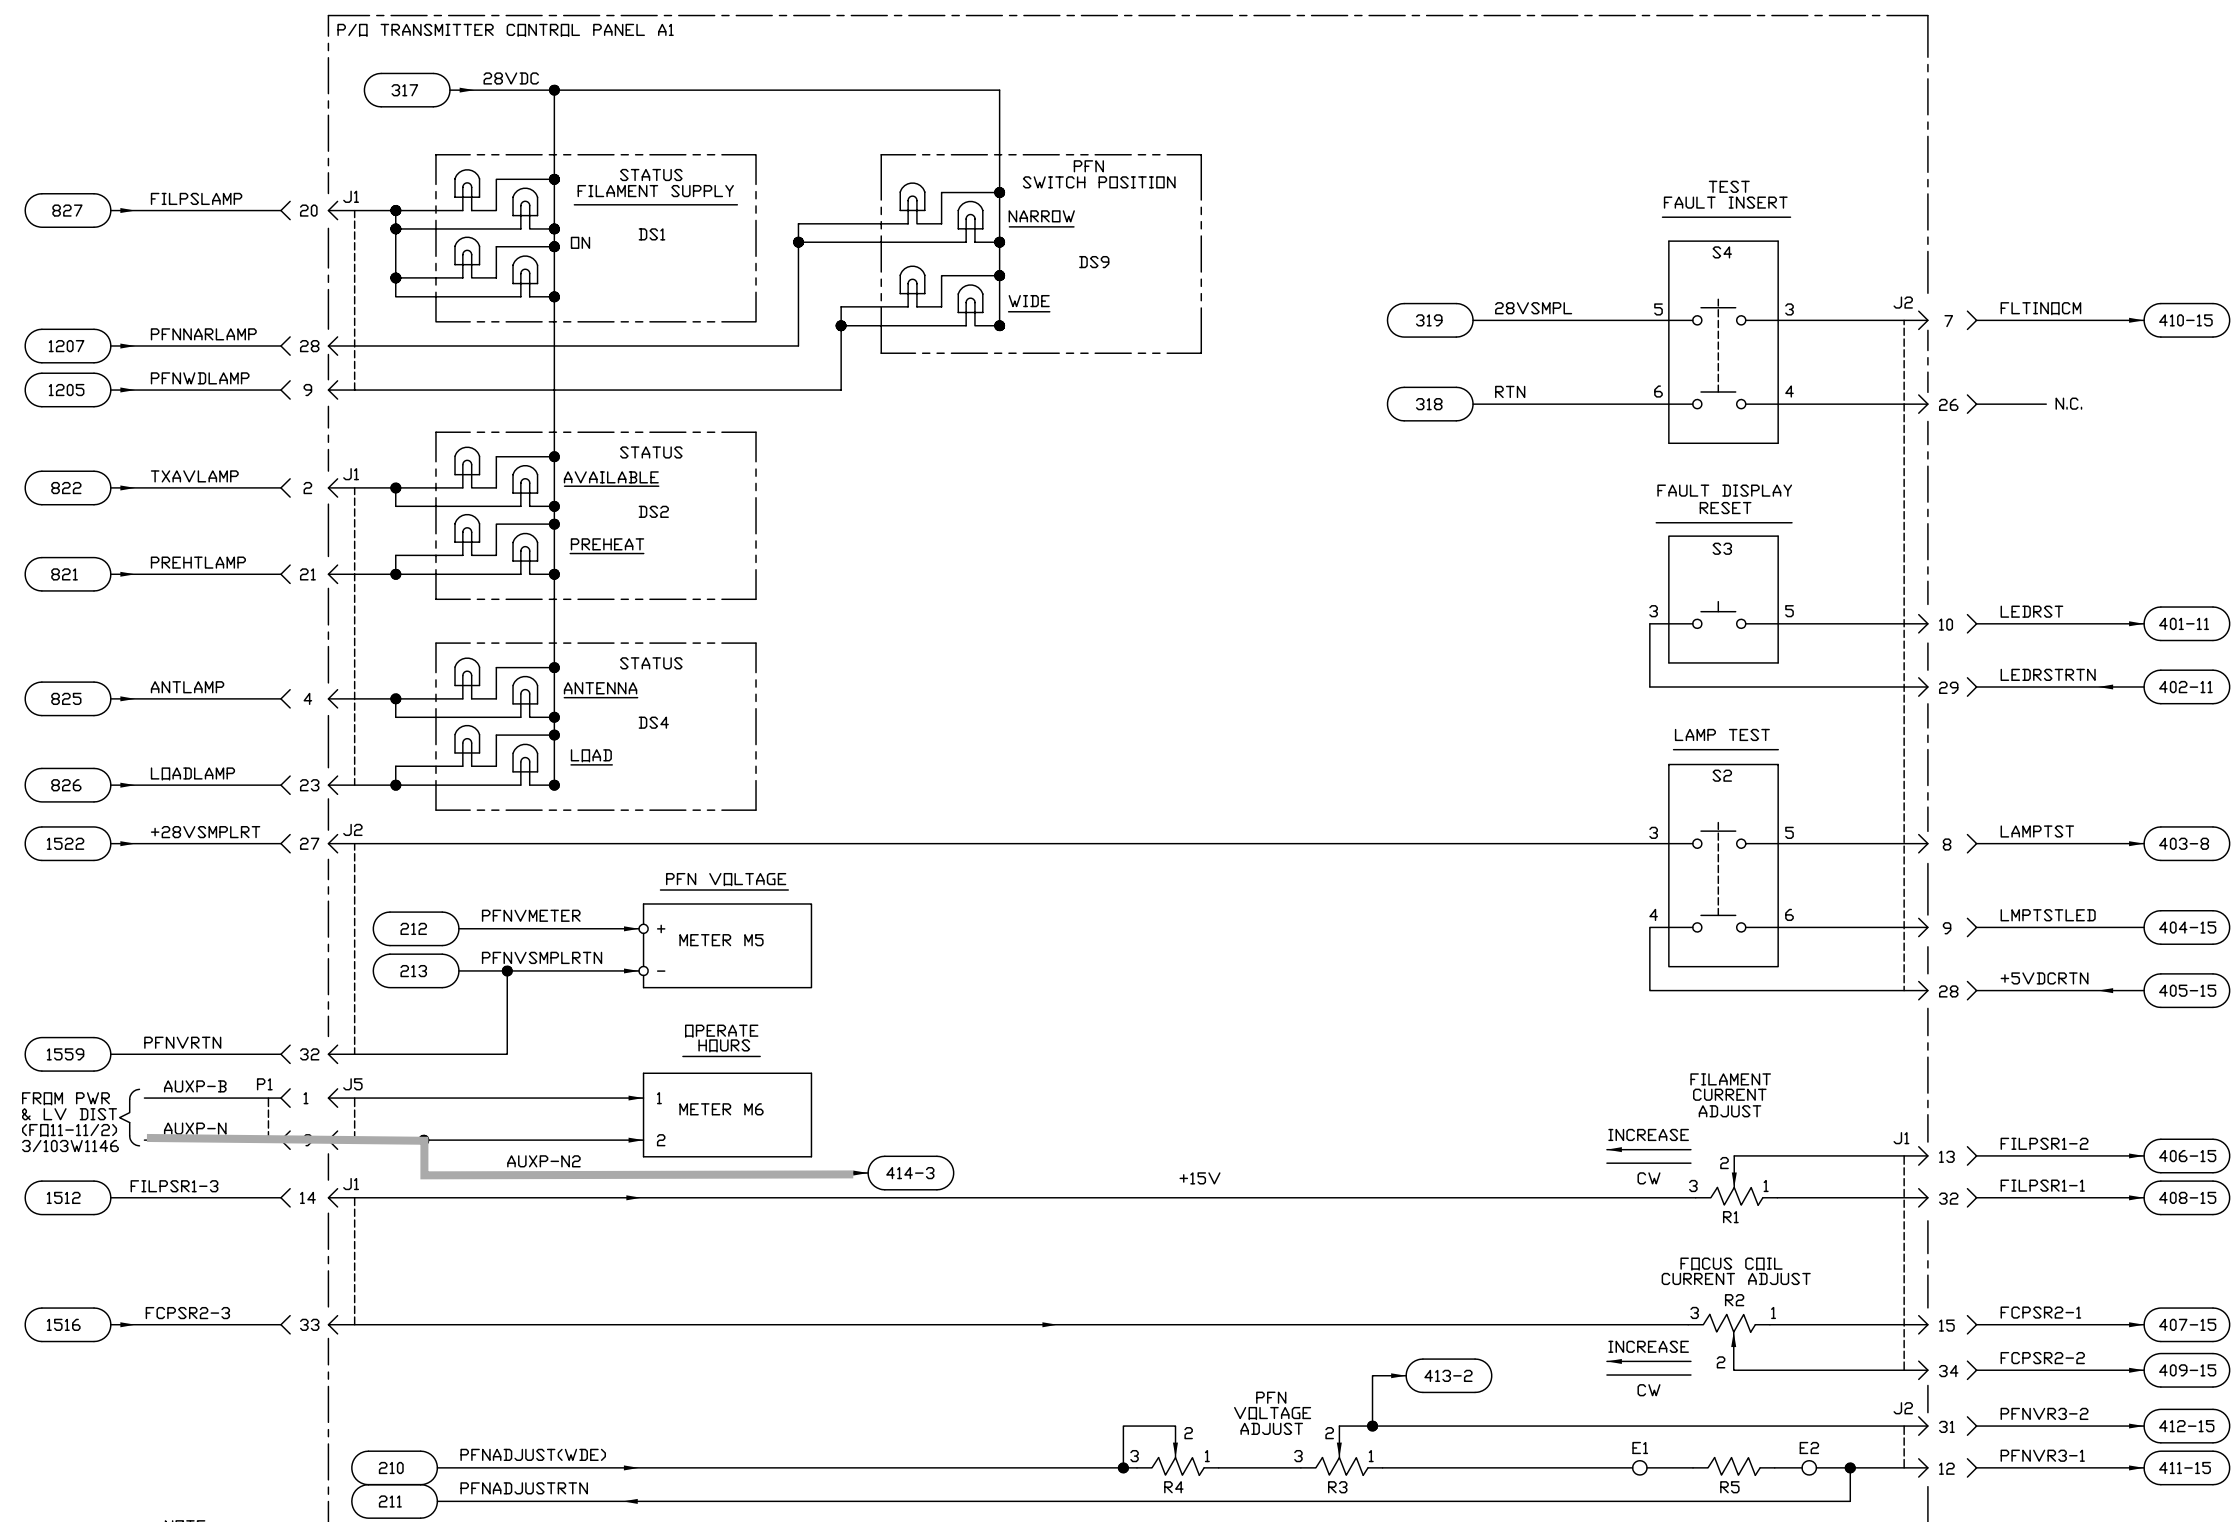 P/O TRANSMITTER CONTROL PANEL A1
317
28VDC
STATUS
FILAMENT SUPPLY
DS1
ON
PFN
SWITCH POSITION
NARROW
DS9
WIDE
827
FILPSLAMP
20
J1
1207
PFNNARLAMP
28
1205
PFNWDLAMP
9
TEST
FAULT INSERT
S4
319
28VSMPL
5
3
J2
7
FLTINOCM
410-15
318
RTN
6
4
26
N.C.
822
TXAVLAMP
2
J1
STATUS
AVAILABLE
DS2
PREHEAT
821
PREHTLAMP
21
FAULT DISPLAY
RESET
S3
3
5
10
LEDRST
401-11
29
LEDRSTRTN
402-11
STATUS
ANTENNA
DS4
LOAD
825
ANTLAMP
4
826
LOADLAMP
23
LAMP TEST
S2
1522
+28VSMPLRT
27
J2
3
5
8
LAMPTST
403-8
4
6
9
LMPTSTLED
404-15
28
+5VDCRTN
405-15
PFN VOLTAGE
212
PFNVMETER
+
METER M5
213
PFNVSMPLRTN
-
1559
PFNVRTN
32
OPERATE
HOURS
FROM PWR
& LV DIST
(FO11-11/2)
3/103W1146
AUXP-B
P1
1
J5
1
METER M6
AUXP-N
2
AUXP-N2
414-3
1512
FILPSR1-3
14
J1
+15V
FILAMENT
CURRENT
ADJUST
INCREASE
CW
2
3
1
R1
J1
13
FILPSR1-2
406-15
32
FILPSR1-1
408-15
1516
FCPSR2-3
33
FOCUS COIL
CURRENT ADJUST
R2
3
1
2
INCREASE
CW
15
FCPSR2-1
407-15
34
FCPSR2-2
409-15
413-2
PFN
VOLTAGE
ADJUST
J2
31
PFNVR3-2
412-15
210
PFNADJUST(WDE)
3
2
1
R4
3
2
1
R3
E1
R5
E2
12
PFNVR3-1
411-15
211
PFNADJUSTRTN